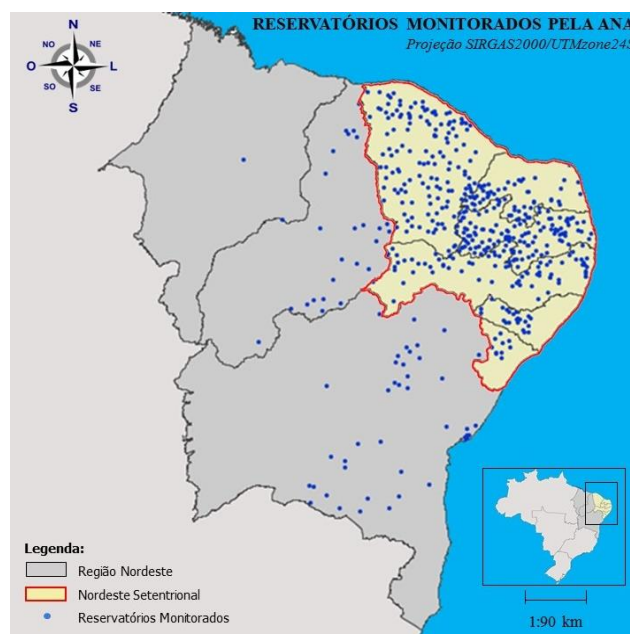 RESERVATÓRIOS MONITORADOS PELA ANA
Projeção SIRGAS2000/UTMzone24S
N
NO NE
O L
SO SE
S
Legenda:
Região Nordeste
Nordeste Setentrional
Reservatórios Monitorados
1:90 km